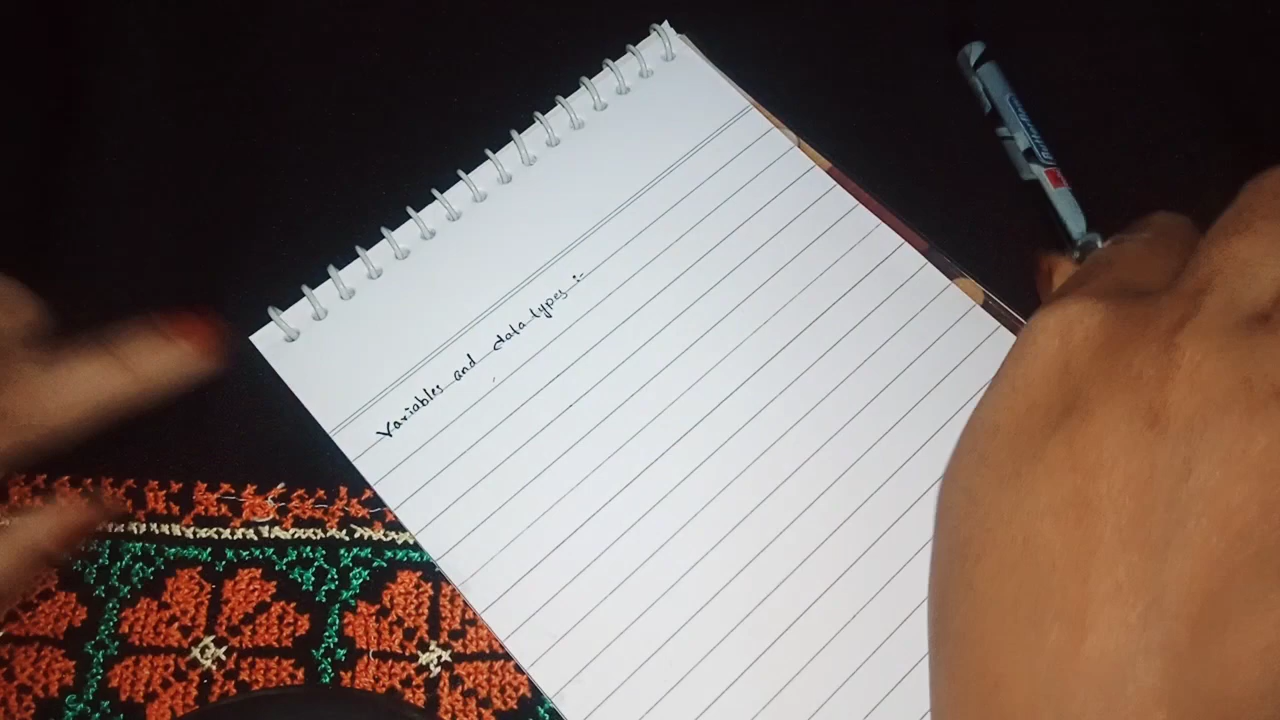 Variables and data types :-